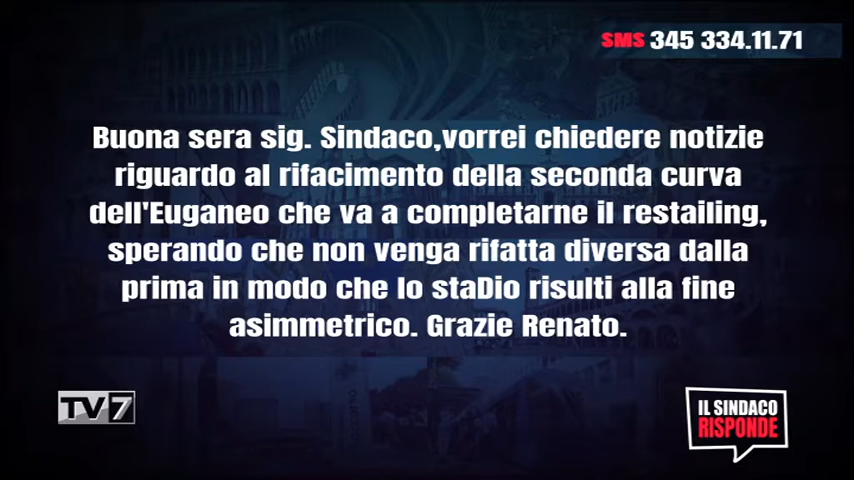 SMS 345 334.11.71
Buona sera sig. Sindaco,vorrei chiedere notizie
riguardo al rifacimento della seconda curva
dell'Euganeo che va a completarne il restailing,
sperando che non venga rifatta diversa dalla
prima in modo che lo staDio risulti alla fine
asimmetrico. Grazie Renato.
TV7
IL SINDACO
RISPONDE